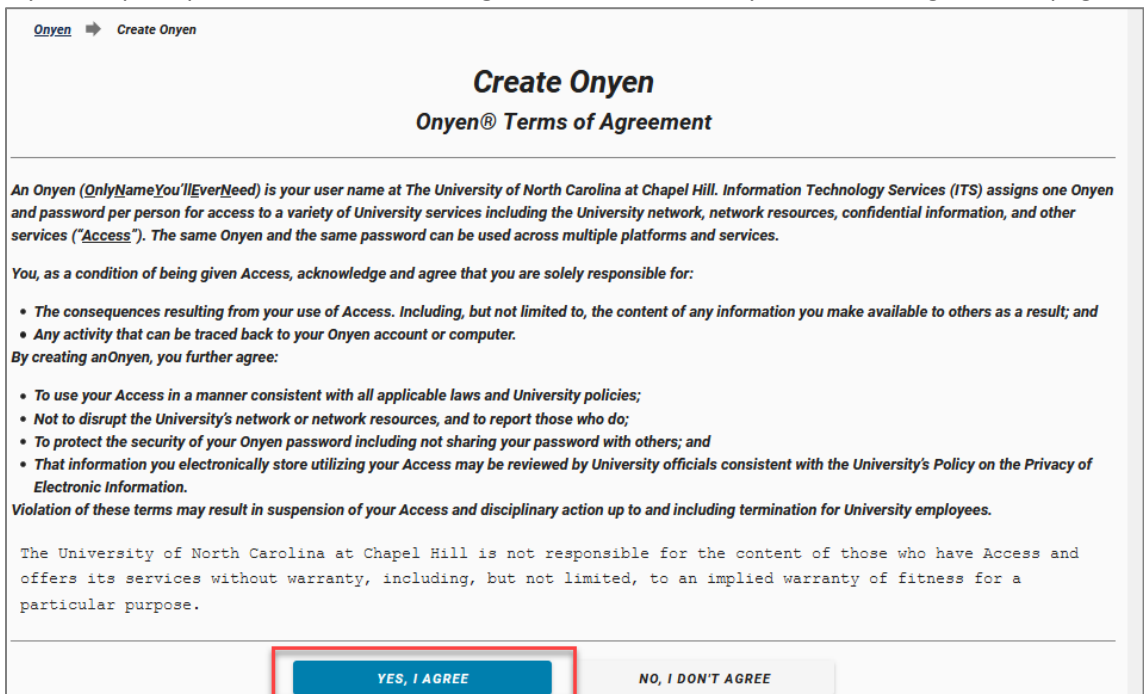 Onyen Create Onyen
Create Onyen
Onyen® Terms of Agreement
An Onyen (OnlyNameYou'llEverNeed) is your user name at The University of North Carolina at Chapel Hill. Information Technology Services (ITS) assigns one Onyen
and password per person for access to a variety of University services including the University network, network resources, confidential information, and other
services (“Access”). The same Onyen and the same password can be used across multiple platforms and services.
You, as a condition of being given Access, acknowledge and agree that you are solely responsible for:
• The consequences resulting from your use of Access. Including, but not limited to, the content of any information you make available to others as a result; and
• Any activity that can be traced back to your Onyen account or computer.
By creating anOnyen, you further agree:
• To use your Access in a manner consistent with all applicable laws and University policies;
• Not to disrupt the University’s network or network resources, and to report those who do;
• To protect the security of your Onyen password including not sharing your password with others; and
• That information you electronically store utilizing your Access may be reviewed by University officials consistent with the University’s Policy on the Privacy of
Electronic Information.
Violation of these terms may result in suspension of your Access and disciplinary action up to and including termination for University employees.
The University of North Carolina at Chapel Hill is not responsible for the content of those who have Access and
offers its services without warranty, including, but not limited, to an implied warranty of fitness for a
particular purpose.
YES, I AGREE NO, I DON'T AGREE